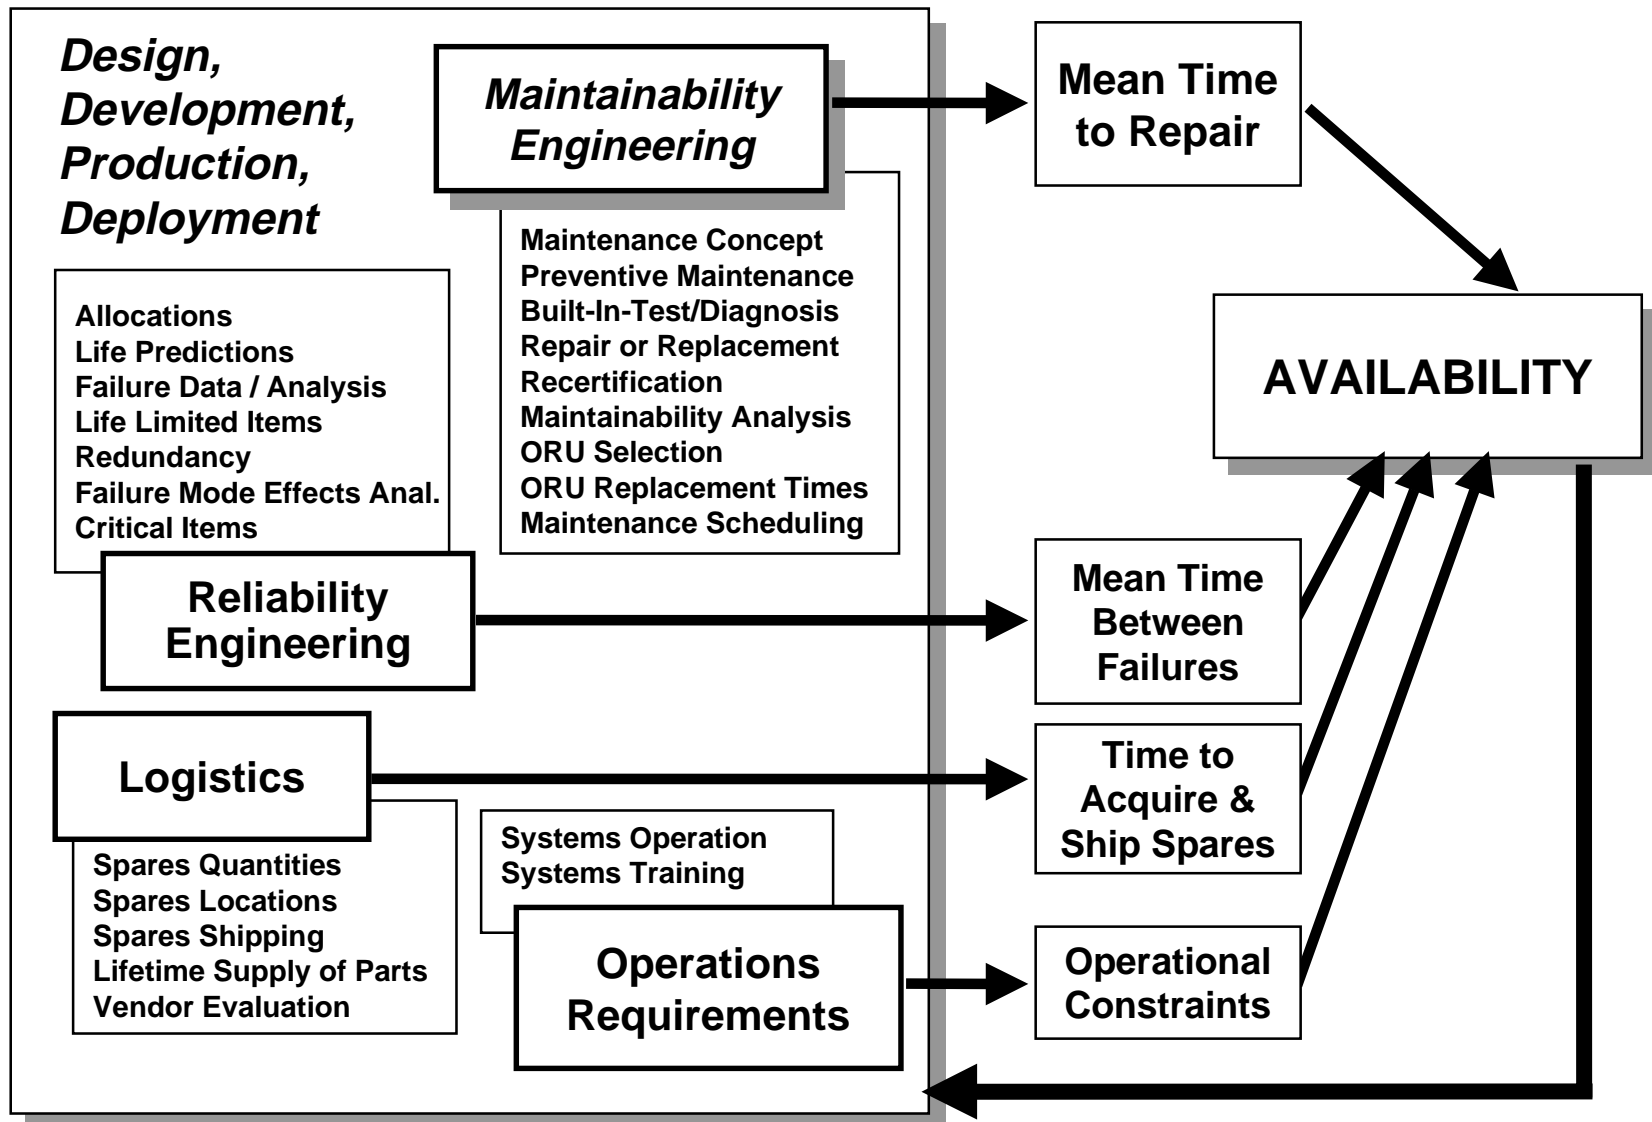 Design,
Development,
Production,
Deployment
Maintainability
Engineering
Mean Time
to Repair
Maintenance Concept
Preventive Maintenance
Built-In-Test/Diagnosis
Repair or Replacement
Recertification
Maintainability Analysis
ORU Selection
ORU Replacement Times
Maintenance Scheduling
Allocations
Life Predictions
Failure Data / Analysis
Life Limited Items
Redundancy
Failure Mode Effects Anal.
Critical Items
AVAILABILITY
Reliability
Engineering
Mean Time
Between
Failures
Logistics
Time to
Acquire &
Ship Spares
Spares Quantities
Spares Locations
Spares Shipping
Lifetime Supply of Parts
Vendor Evaluation
Systems Operation
Systems Training
Operations
Requirements
Operational
Constraints